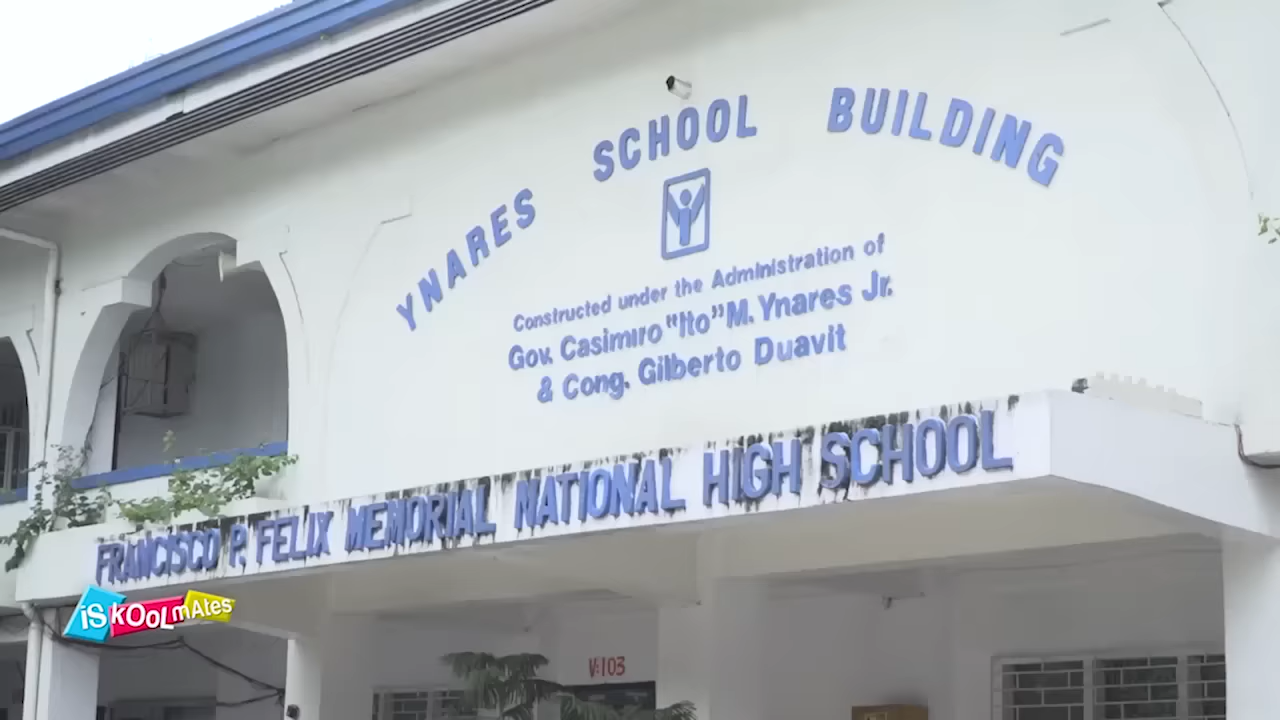 YNARES SCHOOL BUILDING
Constructed under the Administration of
Gov. Casimiro "Ito" M. Ynares Jr.
& Cong. Gilberto Duavit
FRANCISCO P. FELIX MEMORIAL NATIONAL HIGH SCHOOL
iSkOOLmAtes
V-103